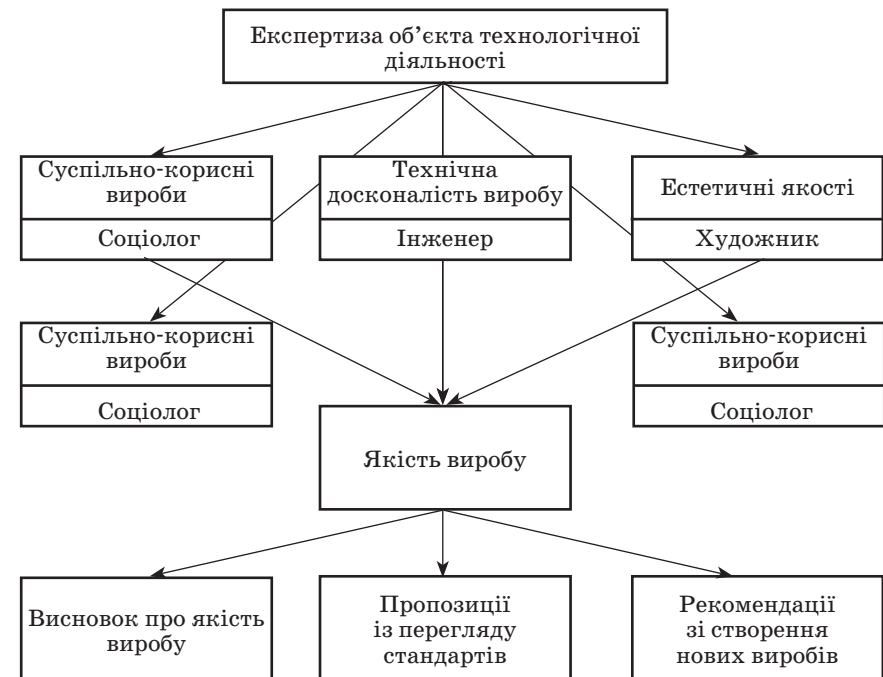 Експертиза об’єкта технологічної
діяльності
Суспільно-корисні
вироби
Соціолог
Технічна
досконалість виробу
Інженер
Естетичні якості
Художник
Суспільно-корисні
вироби
Соціолог
Суспільно-корисні
вироби
Соціолог
Якість виробу
Висновок про якість
виробу
Пропозиції
із перегляду
стандартів
Рекомендації
зі створення
нових виробів